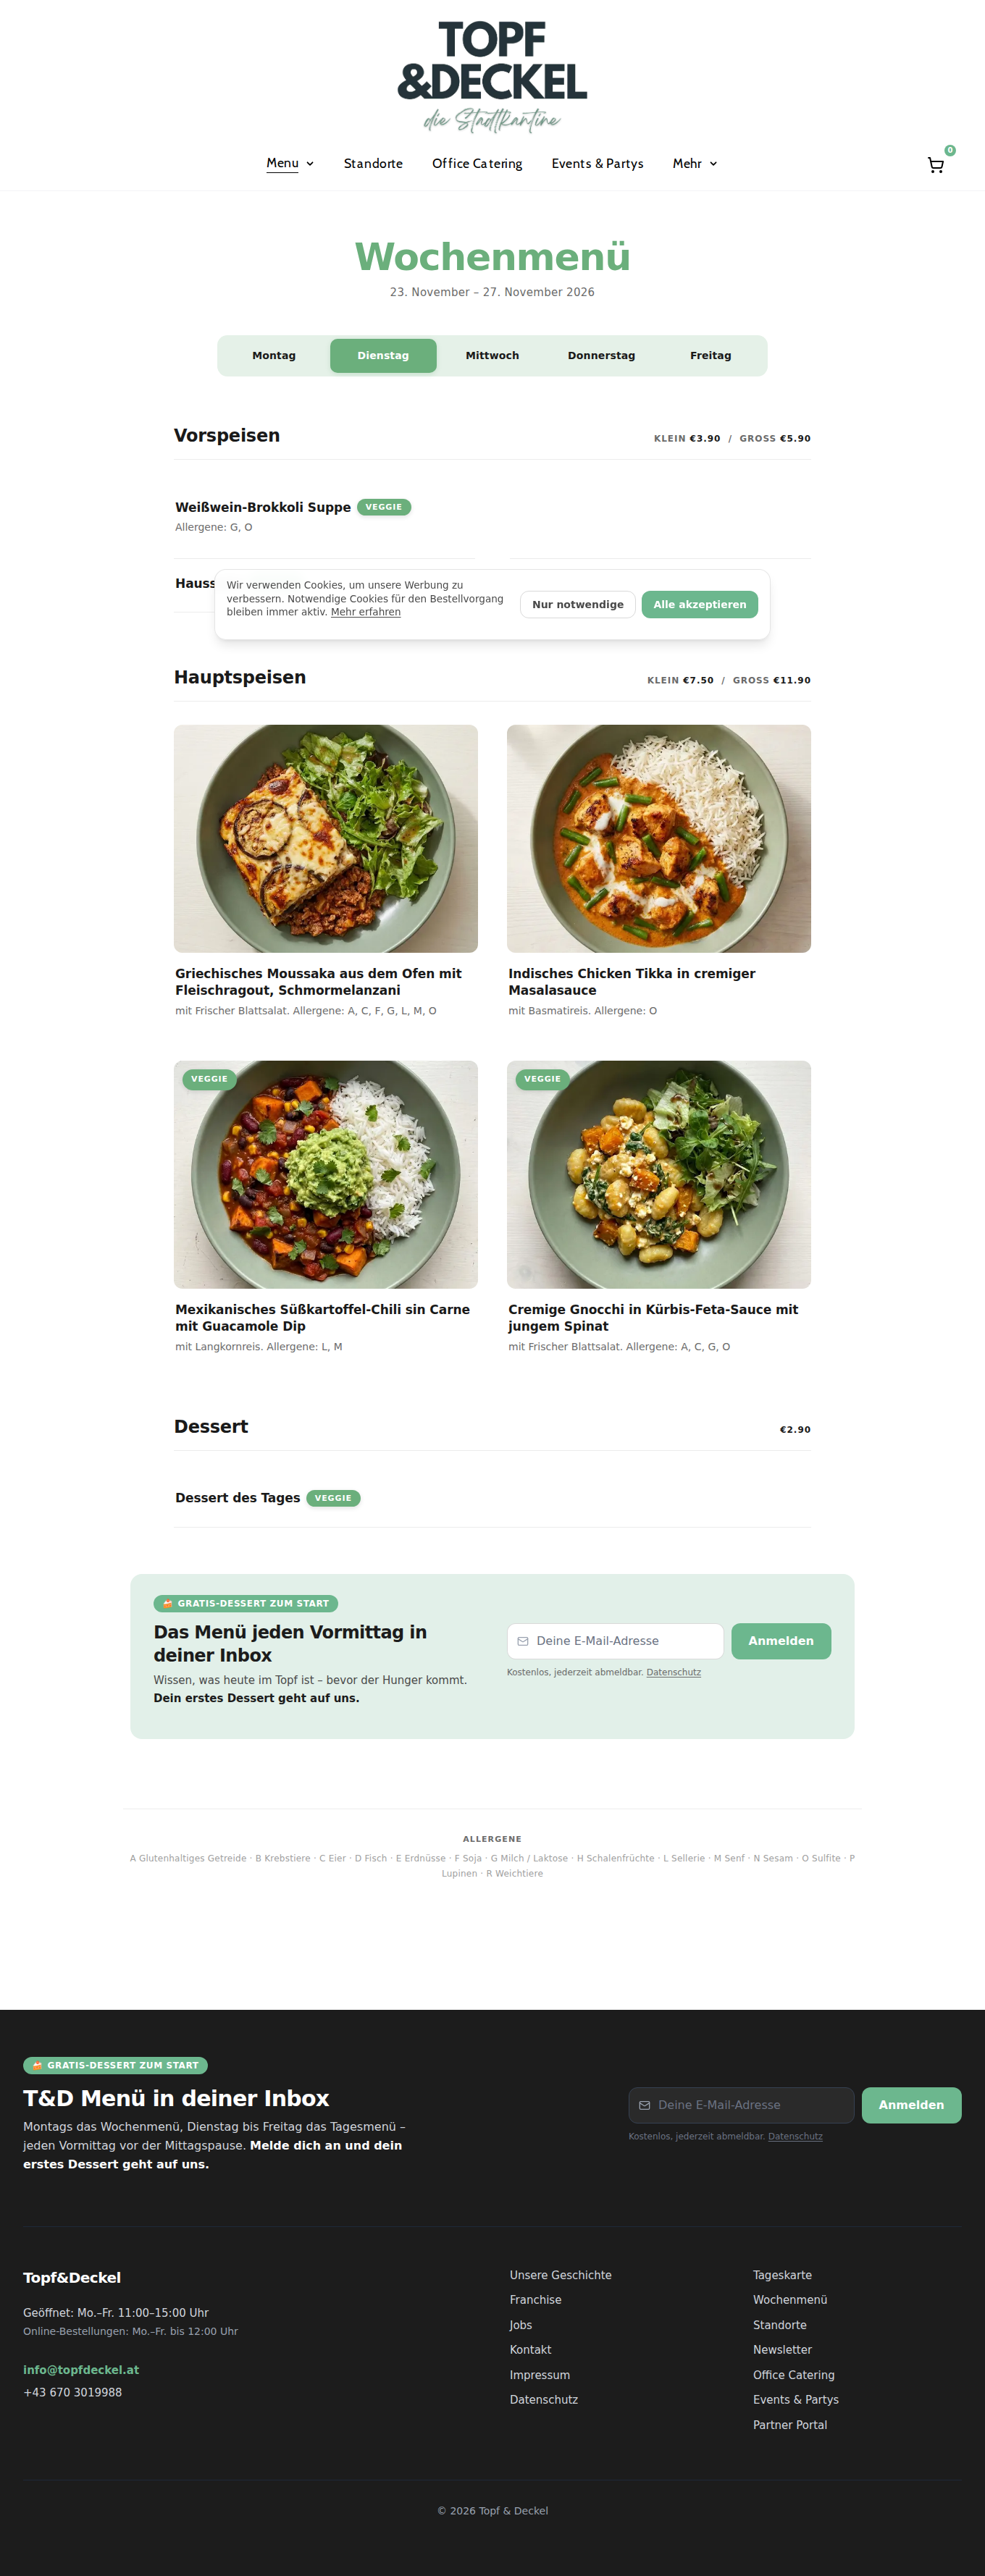 TOPF
&DECKEL
die Stadtkantine
Menu
Standorte
Office Catering
Events & Partys
Mehr
0
Wochenmenü
23. November – 27. November 2026
Montag
Dienstag
Mittwoch
Donnerstag
Freitag
Vorspeisen
KLEIN €3.90 / GROSS €5.90
Weißwein-Brokkoli Suppe VEGGIE
Allergene: G, O
Wir verwenden Cookies, um unsere Werbung zu
verbessern. Notwendige Cookies für den Bestellvorgang
bleiben immer aktiv. Mehr erfahren
Nur notwendige
Alle akzeptieren
Hauptspeisen
KLEIN €7.50 / GROSS €11.90
Griechisches Moussaka aus dem Ofen mit
Fleischragout, Schmormelanzani
mit Frischer Blattsalat. Allergene: A, C, F, G, L, M, O
Indisches Chicken Tikka in cremiger
Masalasauce
mit Basmatireis. Allergene: O
VEGGIE
Mexikanisches Süßkartoffel-Chili sin Carne
mit Guacamole Dip
mit Langkornreis. Allergene: L, M
VEGGIE
Cremige Gnocchi in Kürbis-Feta-Sauce mit
jungem Spinat
mit Frischer Blattsalat. Allergene: A, C, G, O
Dessert
€2.90
Dessert des Tages VEGGIE
🍰 GRATIS-DESSERT ZUM START
Das Menü jeden Vormittag in
deiner Inbox
Wissen, was heute im Topf ist – bevor der Hunger kommt.
Dein erstes Dessert geht auf uns.
Deine E-Mail-Adresse
Anmelden
Kostenlos, jederzeit abmeldbar. Datenschutz
ALLERGENE
A Glutenhaltiges Getreide · B Krebstiere · C Eier · D Fisch · E Erdnüsse · F Soja · G Milch / Laktose · H Schalenfrüchte · L Sellerie · M Senf · N Sesam · O Sulfite · P
Lupinen · R Weichtiere
🍰 GRATIS-DESSERT ZUM START
T&D Menü in deiner Inbox
Montags das Wochenmenü, Dienstag bis Freitag das Tagesmenü –
jeden Vormittag vor der Mittagspause. Melde dich an und dein
erstes Dessert geht auf uns.
Deine E-Mail-Adresse
Anmelden
Kostenlos, jederzeit abmeldbar. Datenschutz
Topf&Deckel
Geöffnet: Mo.–Fr. 11:00–15:00 Uhr
Online-Bestellungen: Mo.–Fr. bis 12:00 Uhr
info@topfdeckel.at
+43 670 3019988
Unsere Geschichte
Franchise
Jobs
Kontakt
Impressum
Datenschutz
Tageskarte
Wochenmenü
Standorte
Newsletter
Office Catering
Events & Partys
Partner Portal
© 2026 Topf & Deckel